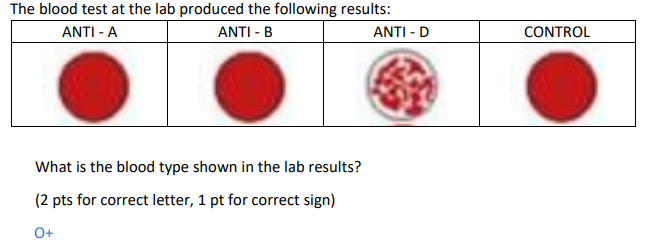 The blood test at the lab produced the following results:
ANTI - A ANTI - B ANTI - D CONTROL
What is the blood type shown in the lab results?
(2 pts for correct letter, 1 pt for correct sign)
O+